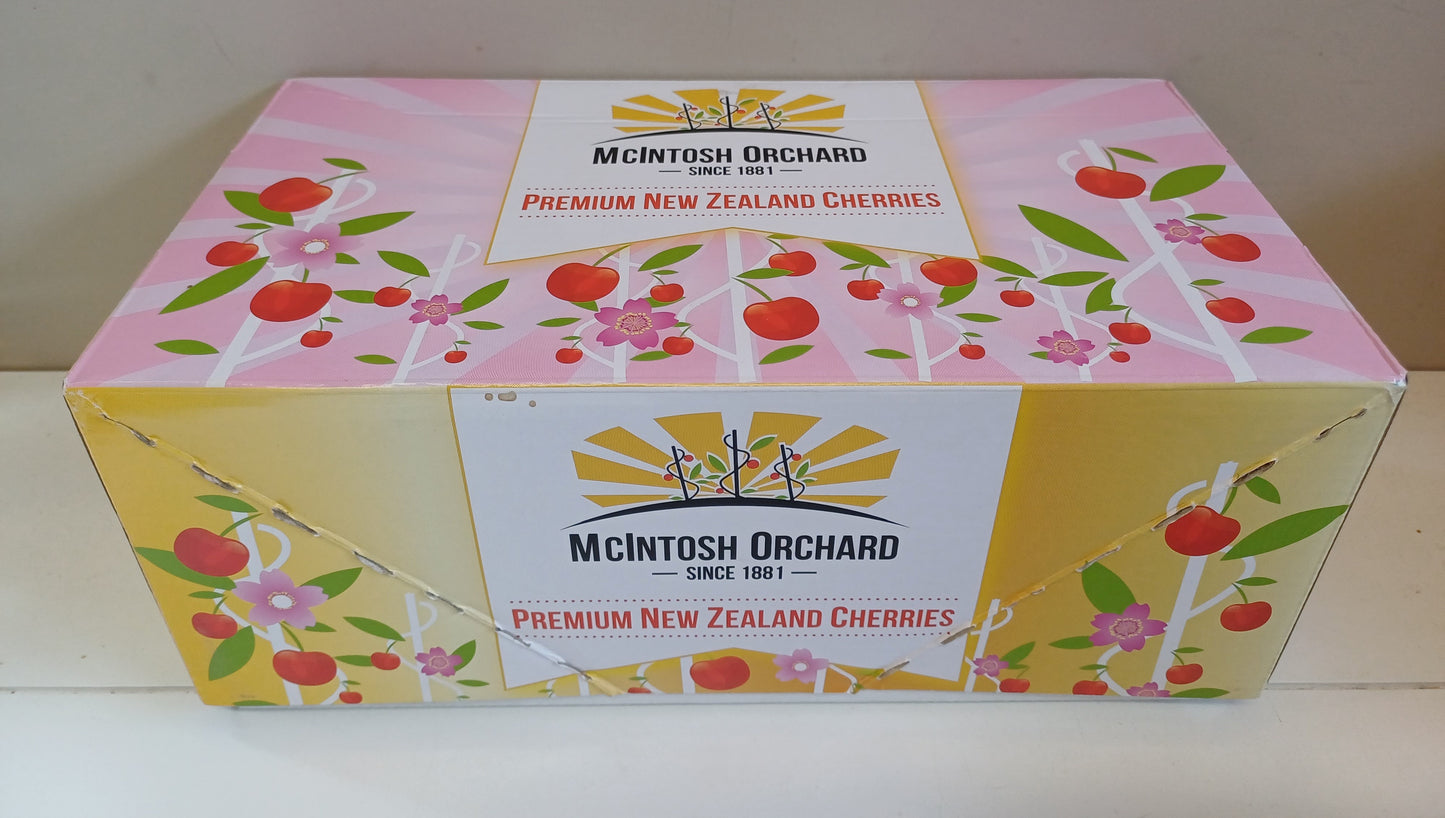 McIntosh Orchard
SINCE 1881
Premium New Zealand Cherries
McIntosh Orchard
SINCE 1881
Premium New Zealand Cherries